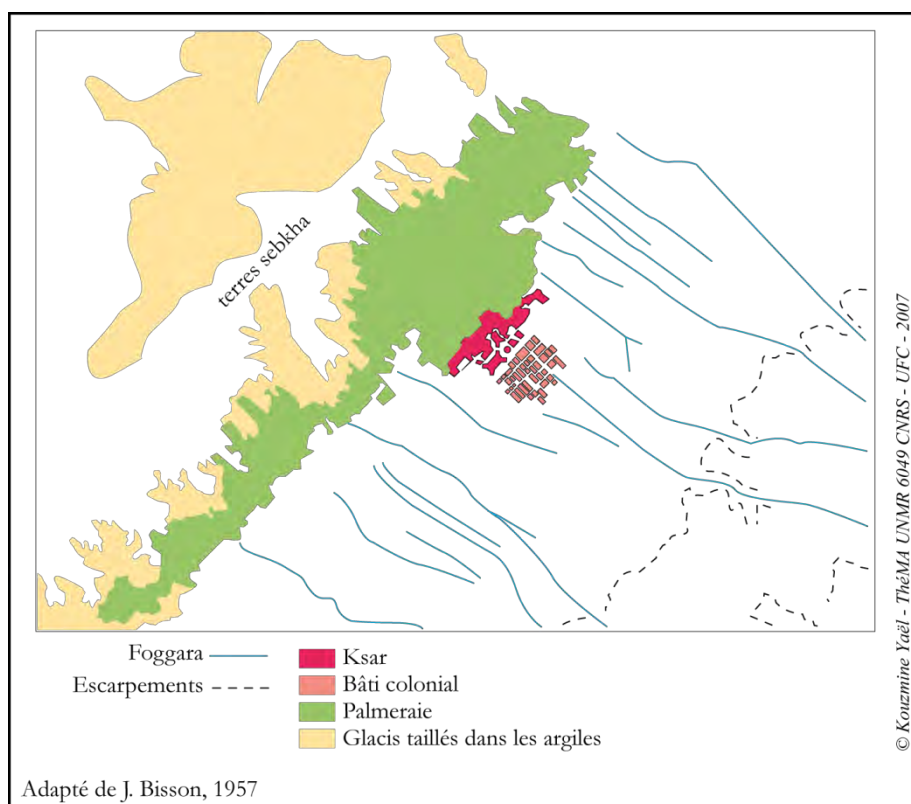 terres sebkha
Foggara
Escarpements
Ksar
Bâti colonial
Palmeraie
Glacis taillés dans les argiles
Adapté de J. Bisson, 1957
© Kouzmine Yaël - ThéMA UNMR 6049 CNRS - UFC - 2007